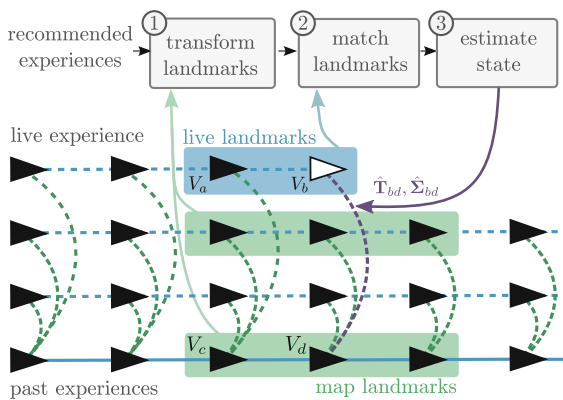 recommended
experiences
1
transform
landmarks
2
match
landmarks
3
estimate
state
live experience
live landmarks
V_a
V_b
T̂_bd, Σ̂_bd
V_c
V_d
past experiences
map landmarks